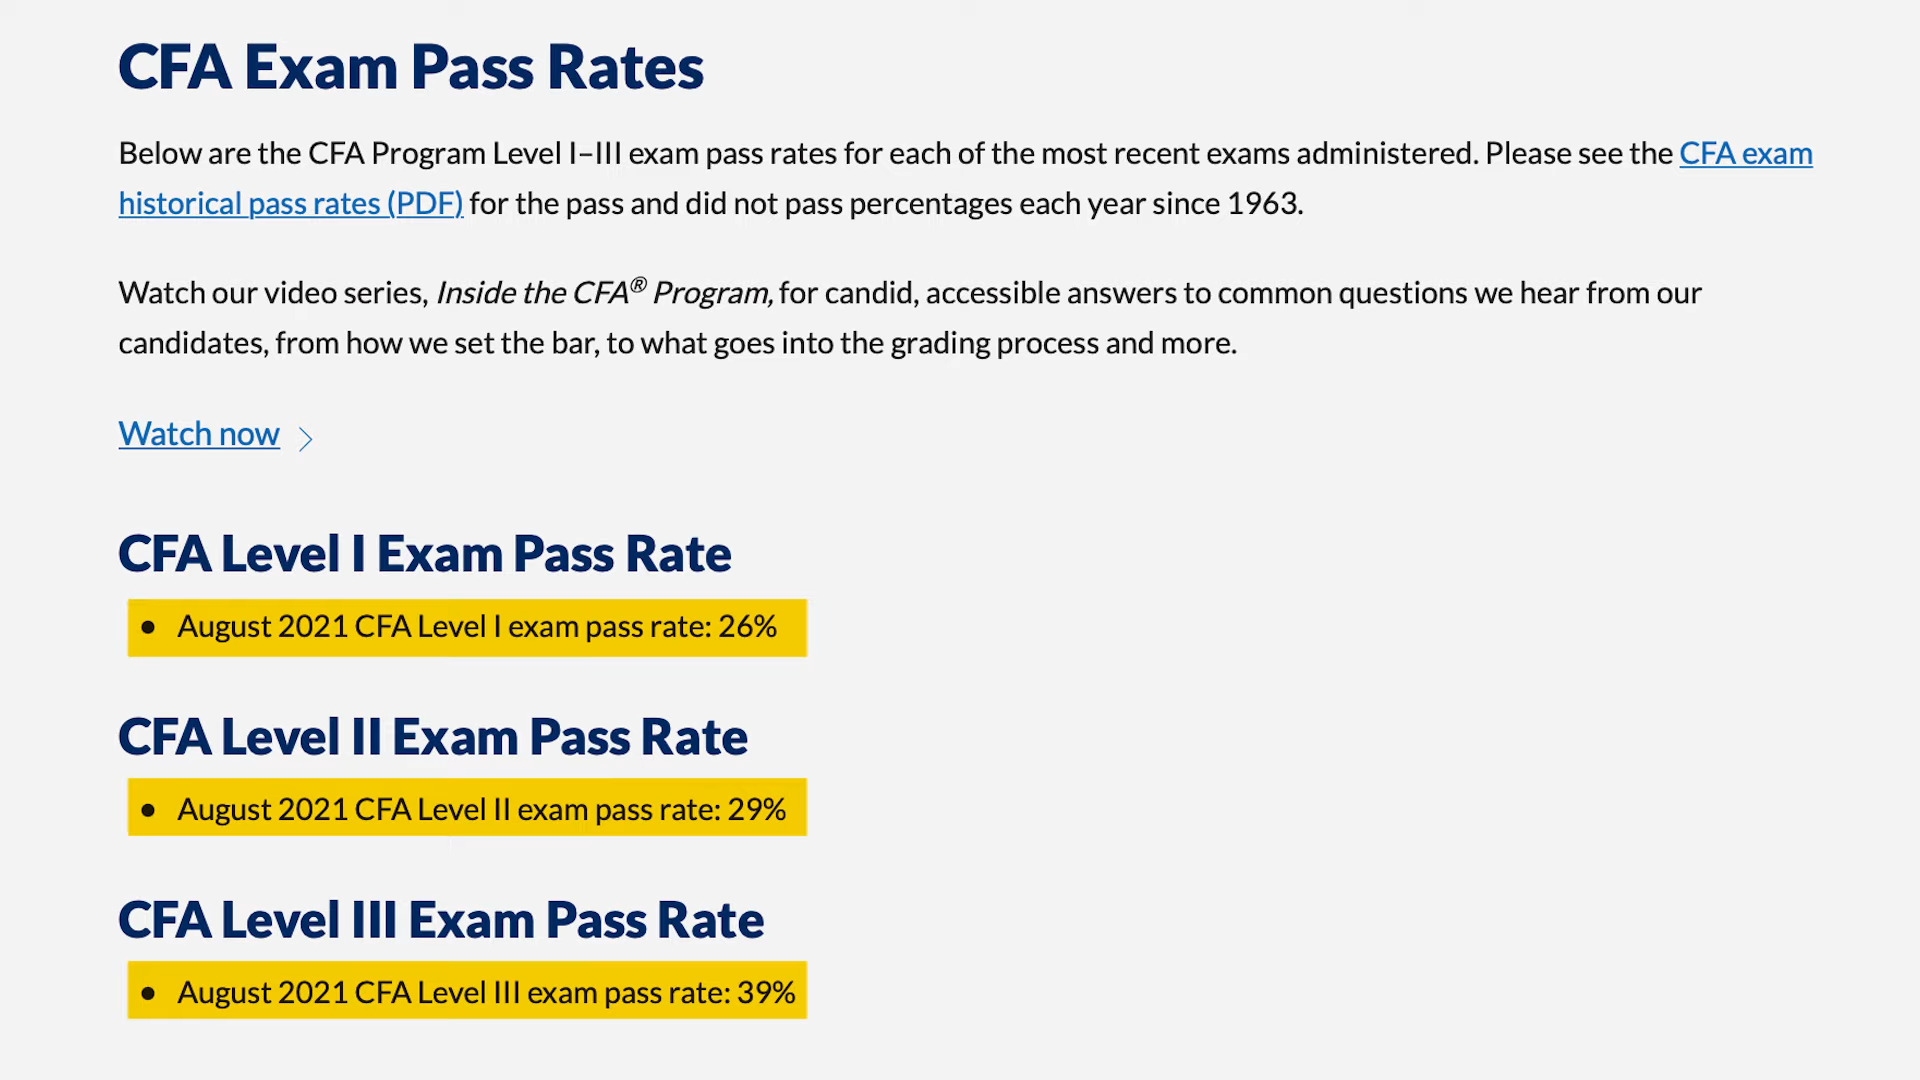 CFA Exam Pass Rates
Below are the CFA Program Level I–III exam pass rates for each of the most recent exams administered. Please see the CFA exam
historical pass rates (PDF) for the pass and did not pass percentages each year since 1963.
Watch our video series, Inside the CFA® Program, for candid, accessible answers to common questions we hear from our
candidates, from how we set the bar, to what goes into the grading process and more.
Watch now
CFA Level I Exam Pass Rate
• August 2021 CFA Level I exam pass rate: 26%
CFA Level II Exam Pass Rate
• August 2021 CFA Level II exam pass rate: 29%
CFA Level III Exam Pass Rate
• August 2021 CFA Level III exam pass rate: 39%